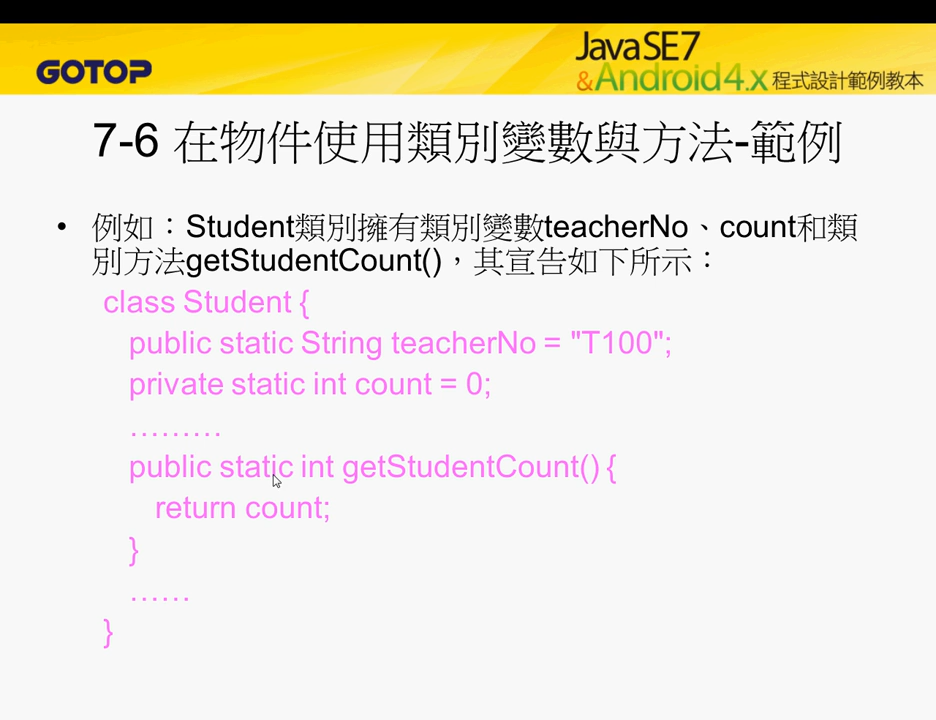 GOTOP
JavaSE7
&Android4.x 程式設計範例教本
7-6 在物件使用類別變數與方法-範例
• 例如：Student類別擁有類別變數teacherNo、count和類
別方法getStudentCount()，其宣告如下所示：
class Student {
public static String teacherNo = "T100";
private static int count = 0;
………
public static int getStudentCount() {
return count;
}
……
}